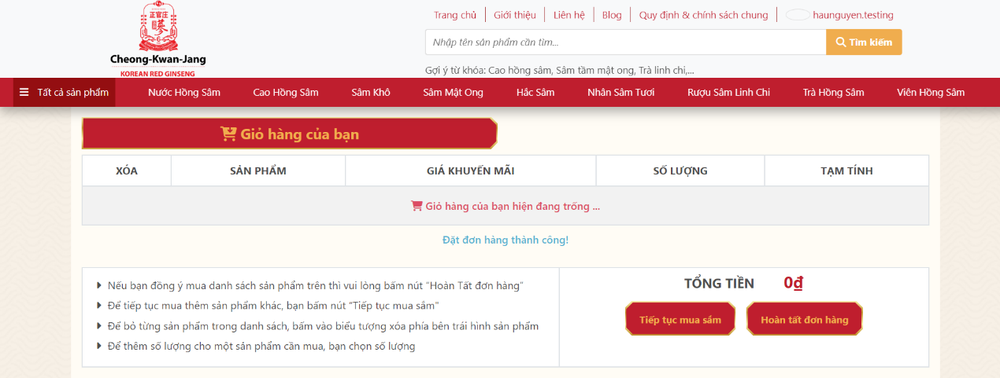 正官庄
蔘
Cheong-Kwan-Jang
KOREAN RED GINSENG
Trang chủ
Giới thiệu
Liên hệ
Blog
Quy định & chính sách chung
haunguyen.testing
Nhập tên sản phẩm cần tìm...
Tìm kiếm
Gợi ý từ khóa: Cao hồng sâm, Sâm tầm mật ong, Trà linh chi,...
Tất cả sản phẩm
Nước Hồng Sâm
Cao Hồng Sâm
Sâm Khô
Sâm Mật Ong
Hắc Sâm
Nhân Sâm Tươi
Rượu Sâm Linh Chi
Trà Hồng Sâm
Viên Hồng Sâm
Giỏ hàng của bạn
XÓA
SẢN PHẨM
GIÁ KHUYẾN MÃI
SỐ LƯỢNG
TẠM TÍNH
Giỏ hàng của bạn hiện đang trống ...
Đặt đơn hàng thành công!
Nếu bạn đồng ý mua danh sách sản phẩm trên thì vui lòng bấm nút “Hoàn Tất đơn hàng”
Để tiếp tục mua thêm sản phẩm khác, bạn bấm nút “Tiếp tục mua sắm"
Để bỏ từng sản phẩm trong danh sách, bấm vào biểu tượng xóa phía bên trái hình sản phẩm
Để thêm số lượng cho một sản phẩm cần mua, bạn chọn số lượng
TỔNG TIỀN
0₫
Tiếp tục mua sắm
Hoàn tất đơn hàng